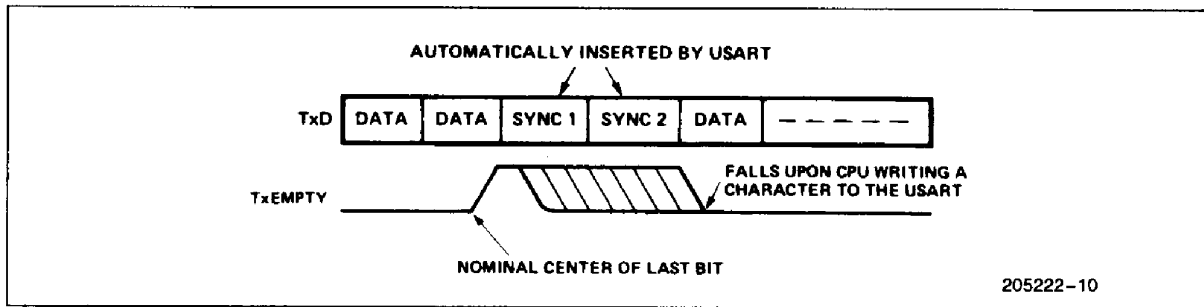 AUTOMATICALLY INSERTED BY USART
TxD DATA DATA SYNC 1 SYNC 2 DATA
FALLS UPON CPU WRITING A
CHARACTER TO THE USART
TxEMPTY
NOMINAL CENTER OF LAST BIT
205222-10